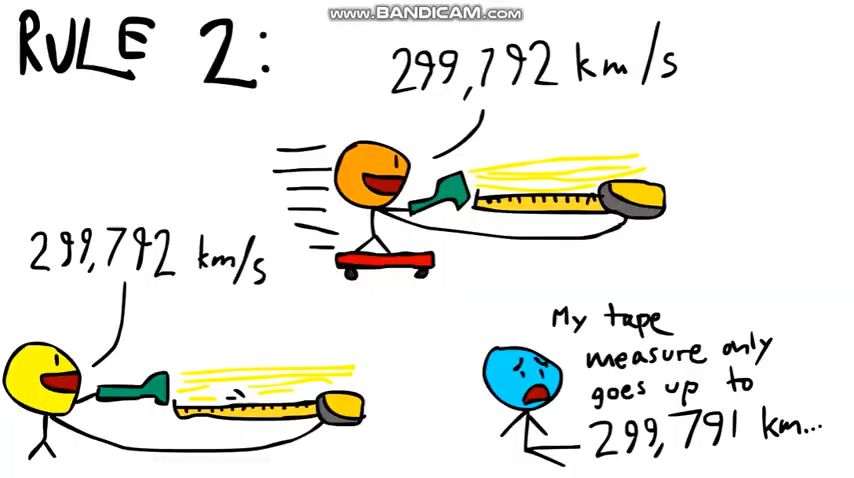 www.BANDICAM.com
RULE 2:
299,792 km/s
299,792 km/s
My tape
measure only
goes up to
299,791 km...